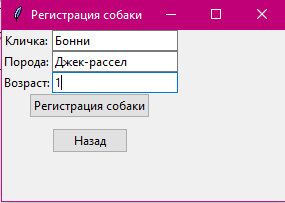 Регистрация собаки
Кличка: Бонни
Порода: Джек-рассел
Возраст: 1
Регистрация собаки
Назад